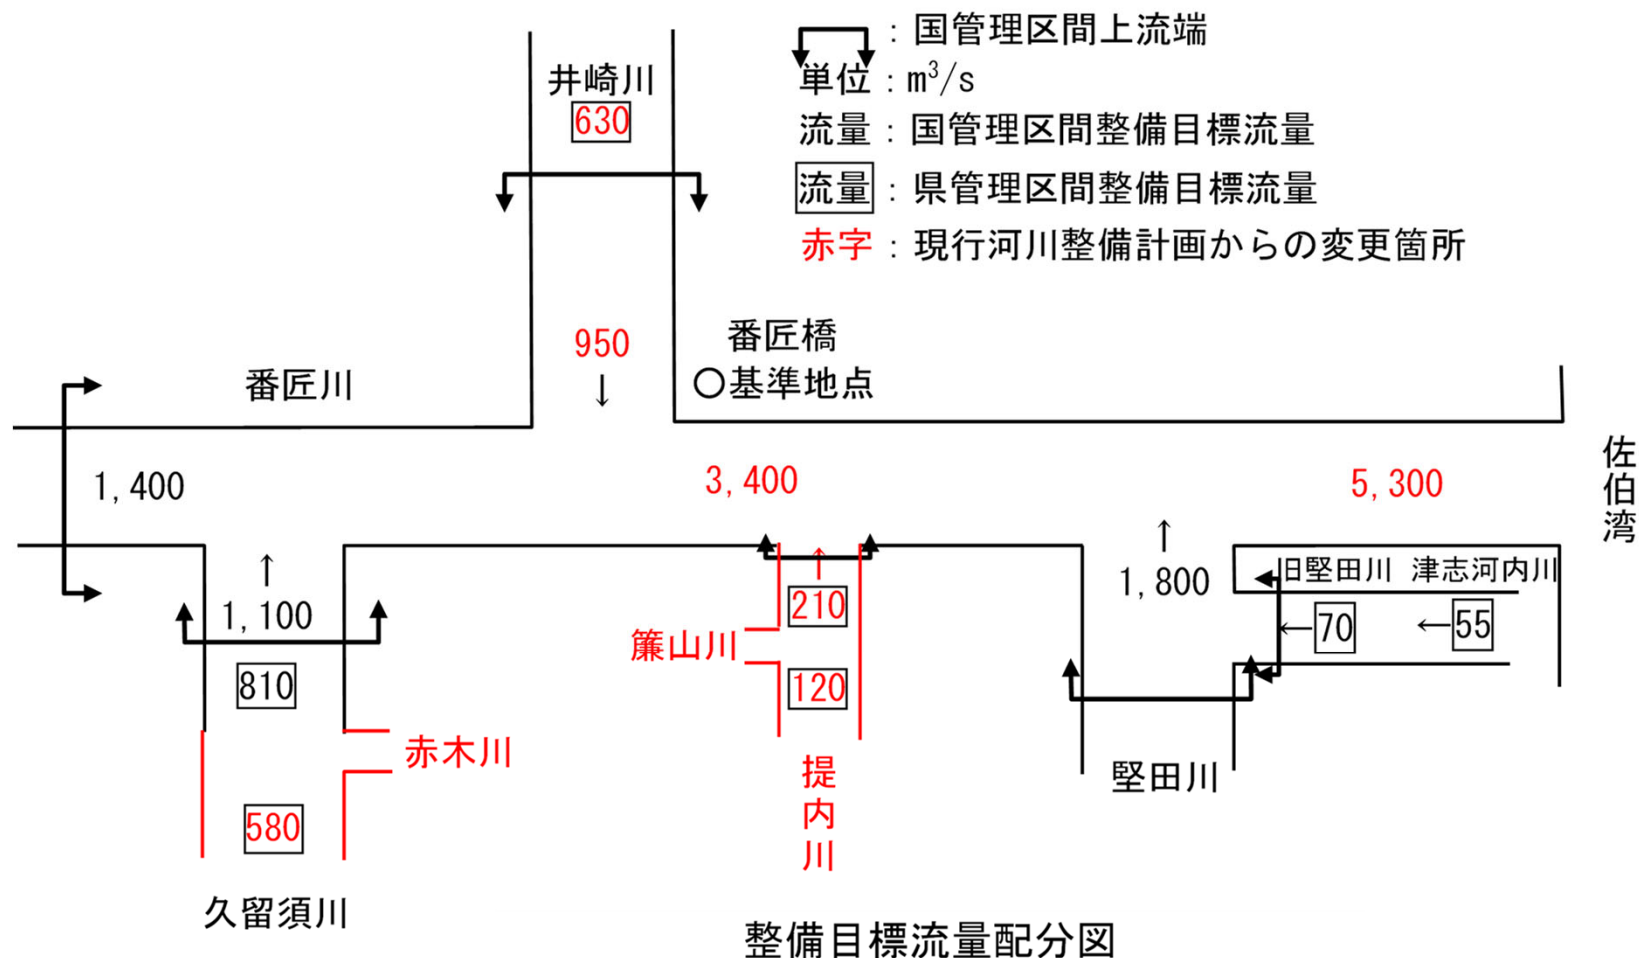 ：国管理区間上流端
単位：m³/s
流量：国管理区間整備目標流量
流量：県管理区間整備目標流量
赤字：現行河川整備計画からの変更箇所
井崎川
630
950
↓
番匠橋
○基準地点
番匠川
1,400
3,400
5,300
佐伯湾
↑
1,100
810
赤木川
580
久留須川
↑
210
簾山川
120
提内川
↑
1,800
旧堅田川 津志河内川
←70 ←55
堅田川
整備目標流量配分図